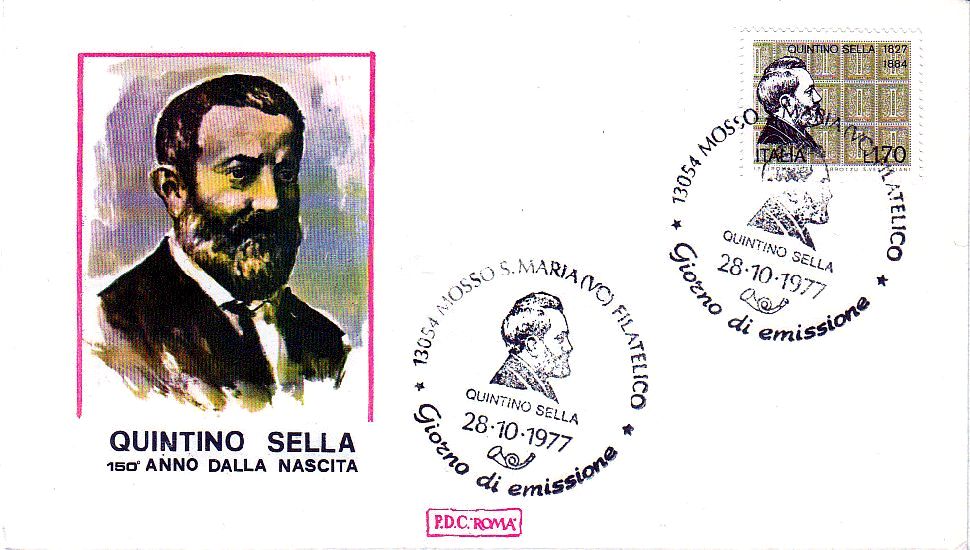 QUINTINO SELLA 1827
1884
ITALIA L.170
★ 13054 MOSSO S. MARIA (VC) FILATELICO ★
QUINTINO SELLA
28·10·1977
Giorno di emissione
★ 13054 MOSSO S. MARIA (VC) FILATELICO ★
QUINTINO SELLA
28·10·1977
Giorno di emissione
QUINTINO SELLA
150° ANNO DALLA NASCITA
P.D.C. "ROMA"